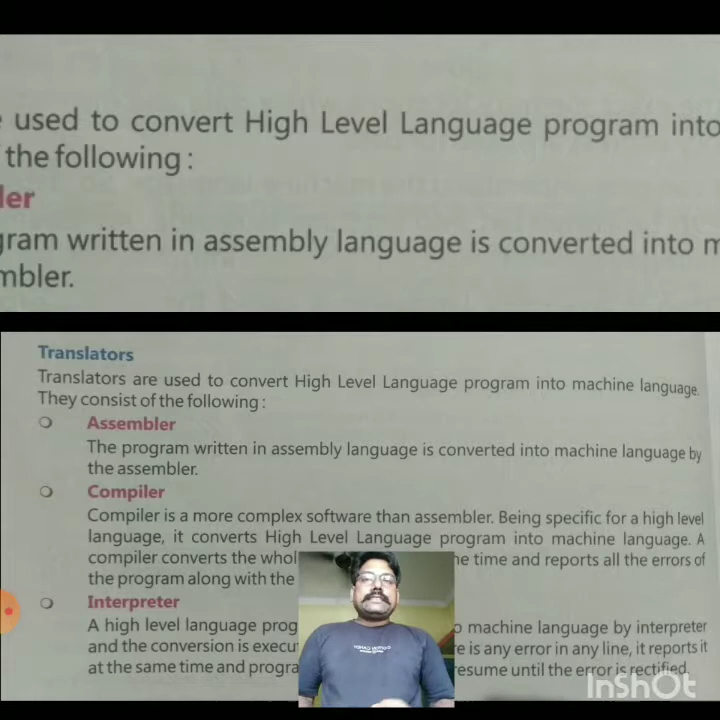 used to convert High Level Language program into
the following :
ler
gram written in assembly language is converted into m
mbler.
Translators
Translators are used to convert High Level Language program into machine language.
They consist of the following :
Assembler
The program written in assembly language is converted into machine language by
the assembler.
Compiler
Compiler is a more complex software than assembler. Being specific for a high level
language, it converts High Level Language program into machine language. A
compiler converts the whol he time and reports all the errors of
the program along with the
Interpreter
A high level language prog o machine language by interpreter
and the conversion is execu re is any error in any line, it reports it
at the same time and progra esume until the error is rectified.
InShOt